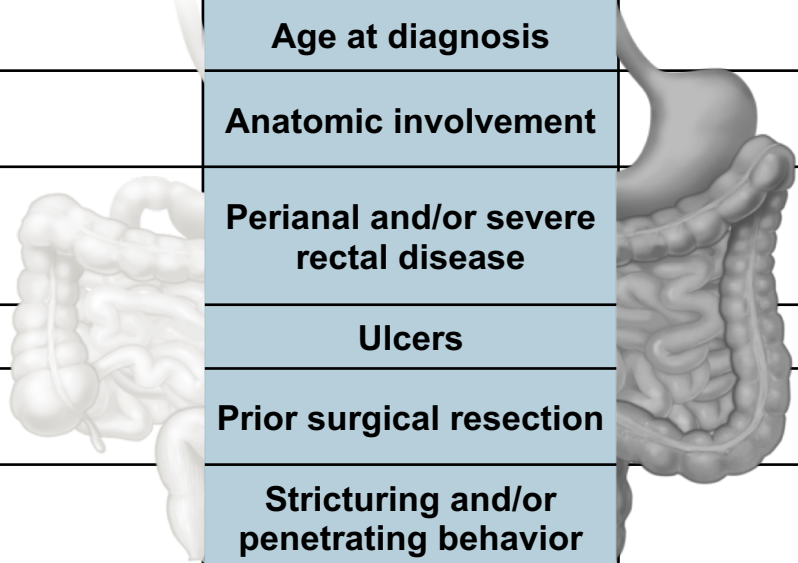 Age at diagnosis
Anatomic involvement
Perianal and/or severe
rectal disease
Ulcers
Prior surgical resection
Stricturing and/or
penetrating behavior